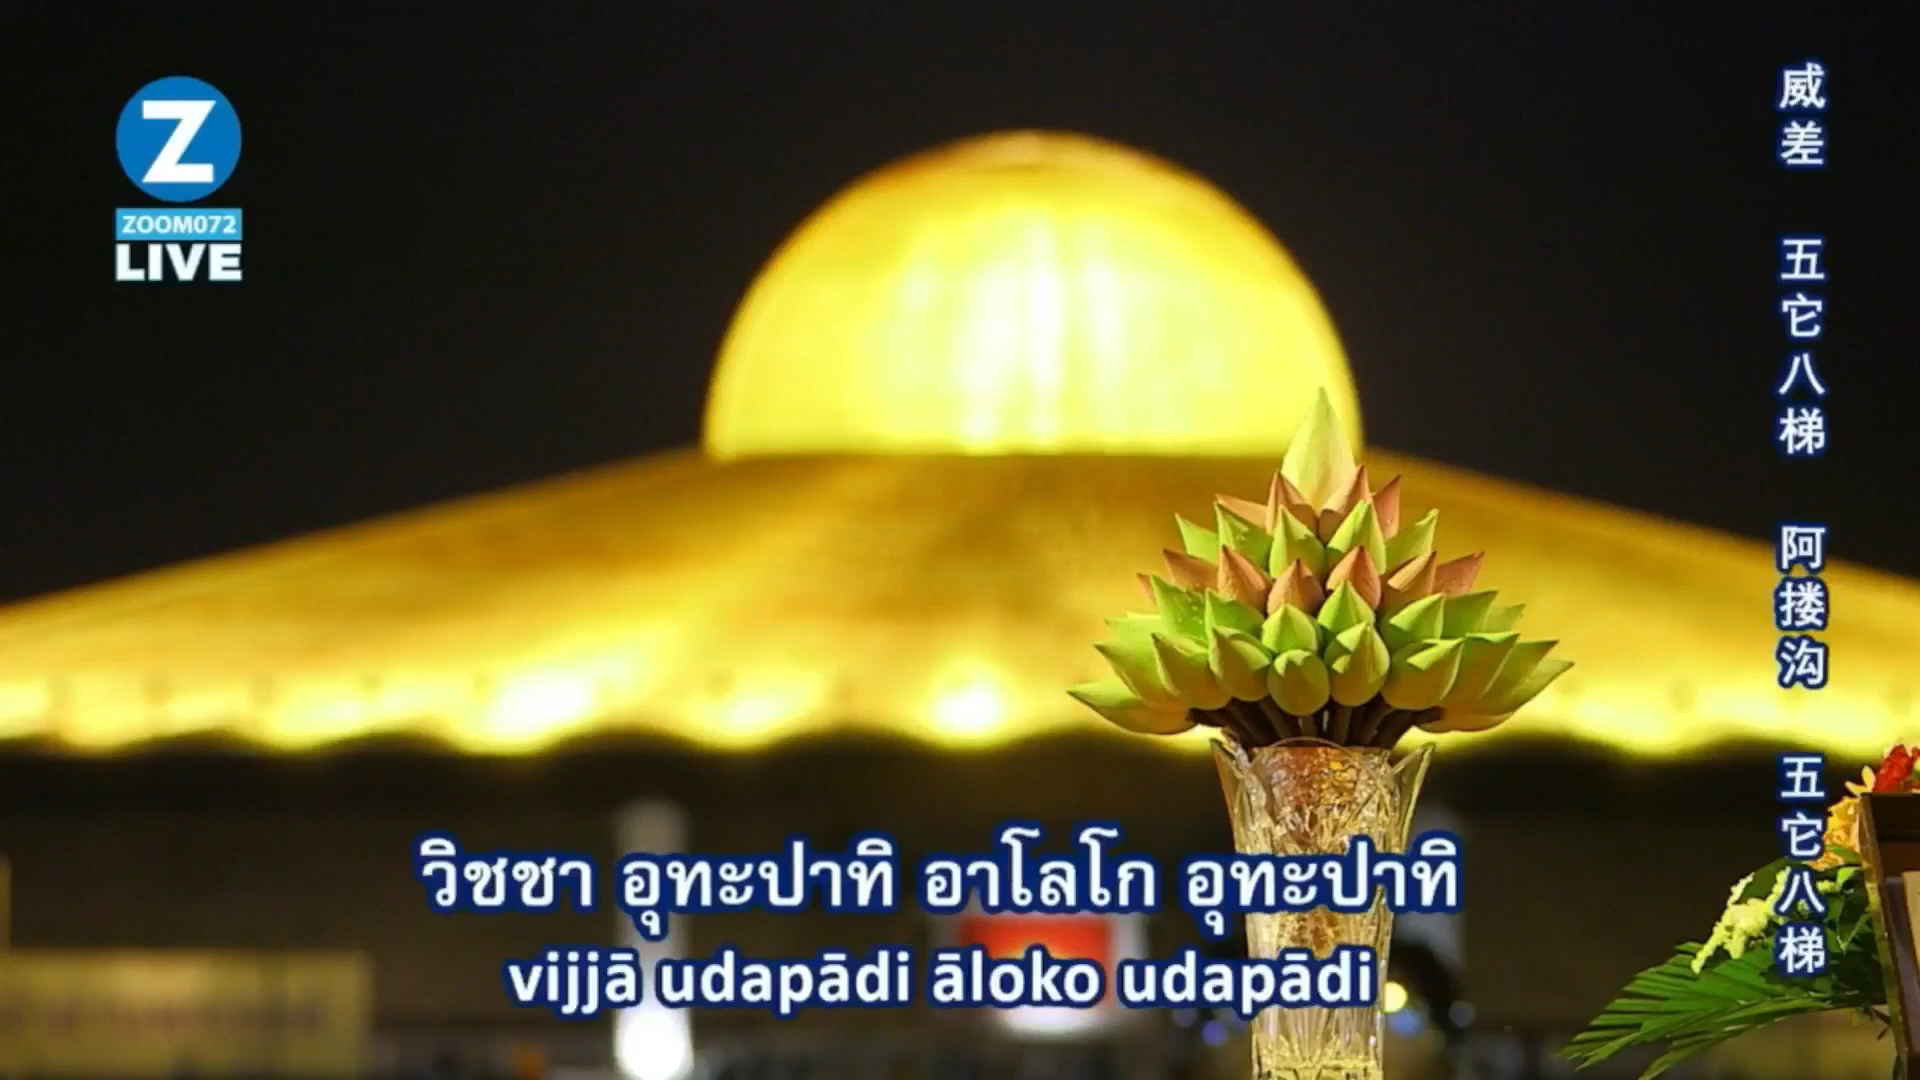 Z
ZOOM072
LIVE
威差 五它八梯 阿搂沟 五它八梯
วิชชา อุทะปาทิ อาโลโก อุทะปาทิ
vijjā udapādi āloko udapādi